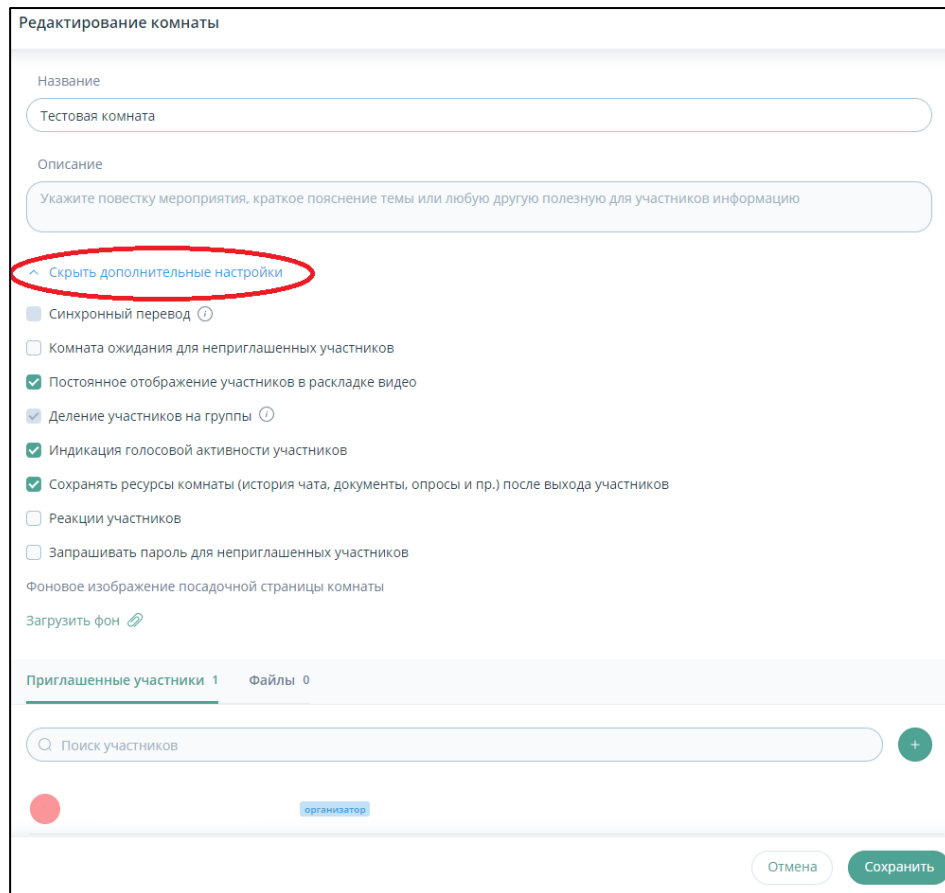 Редактирование комнаты
Название
Тестовая комната
Описание
Укажите повестку мероприятия, краткое пояснение темы или любую другую полезную для участников информацию
Скрыть дополнительные настройки
Синхронный перевод
Комната ожидания для неприглашенных участников
Постоянное отображение участников в раскладке видео
Деление участников на группы
Индикация голосовой активности участников
Сохранять ресурсы комнаты (история чата, документы, опросы и пр.) после выхода участников
Реакции участников
Запрашивать пароль для неприглашенных участников
Фоновое изображение посадочной страницы комнаты
Загрузить фон
Приглашенные участники 1 Файлы 0
Поиск участников
организатор
Отмена Сохранить